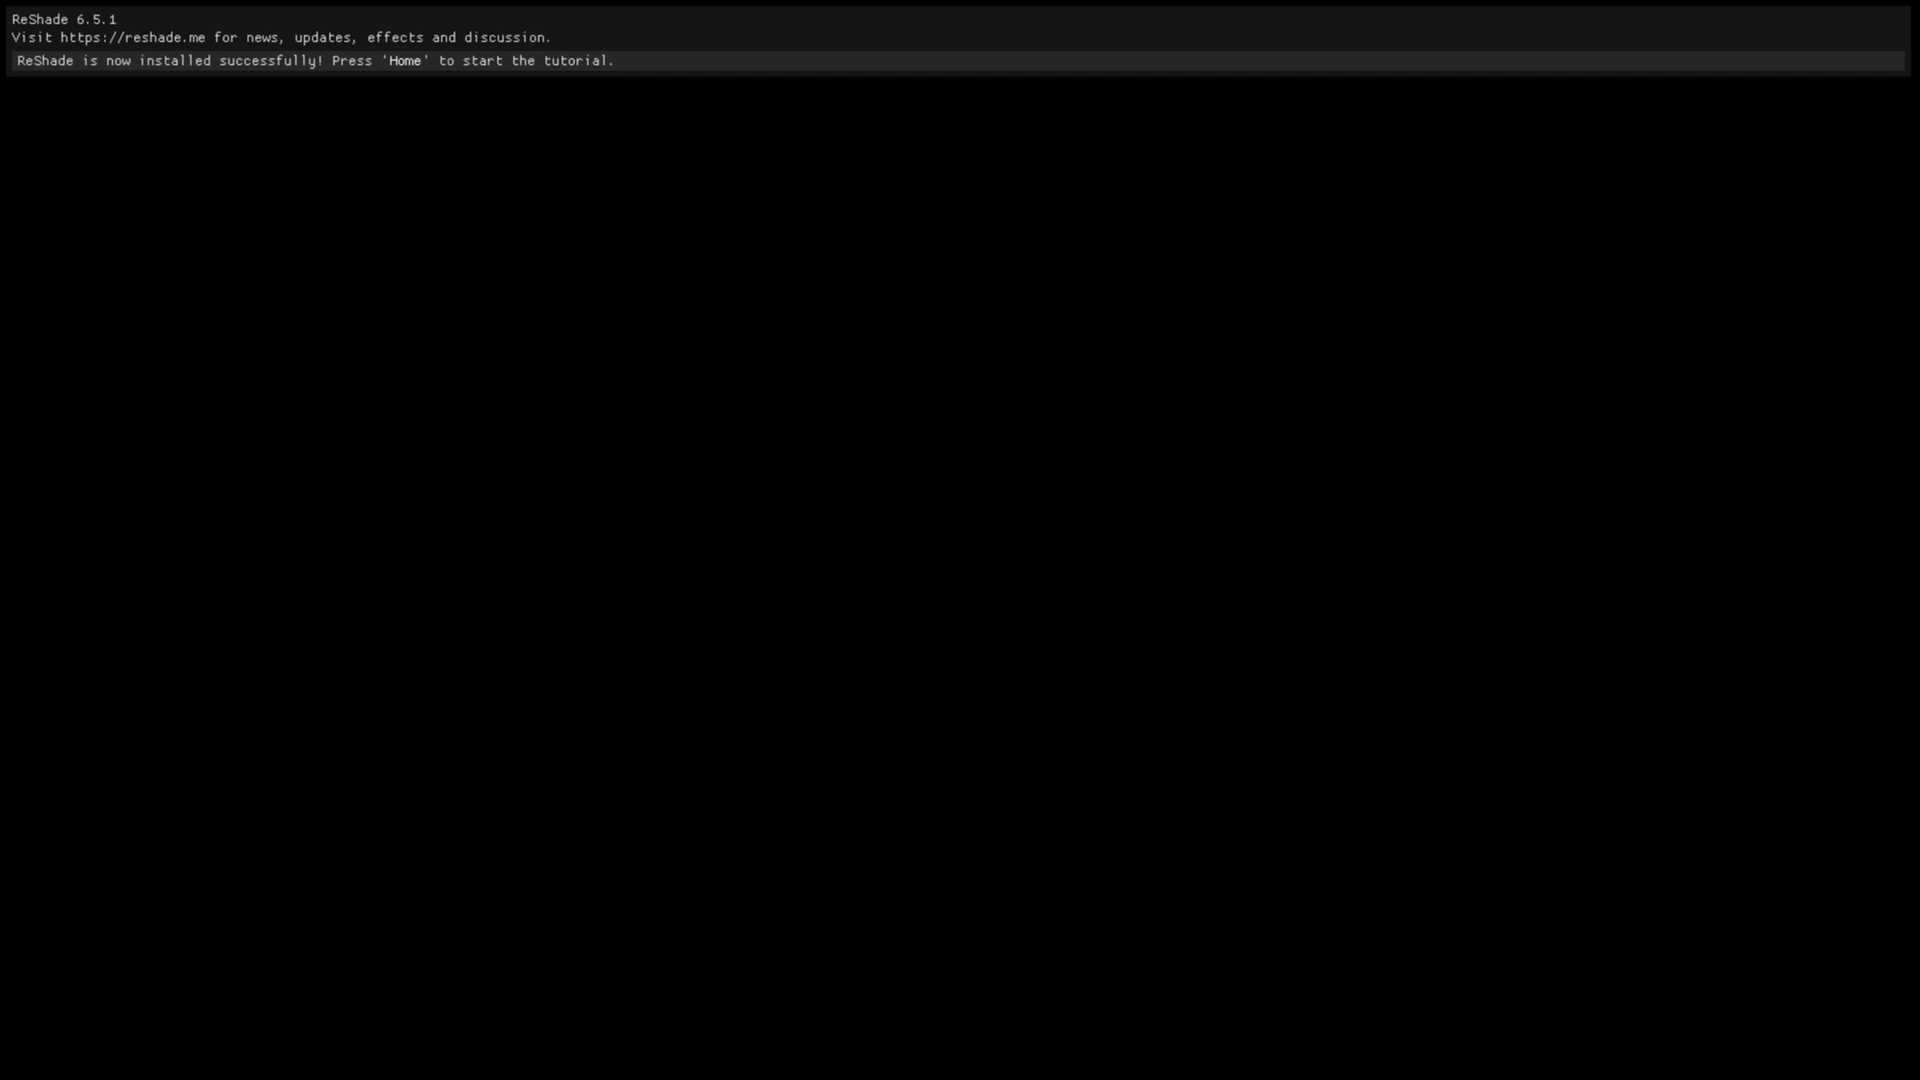 ReShade 6.5.1
Visit https://reshade.me for news, updates, effects and discussion.
ReShade is now installed successfully! Press 'Home' to start the tutorial.